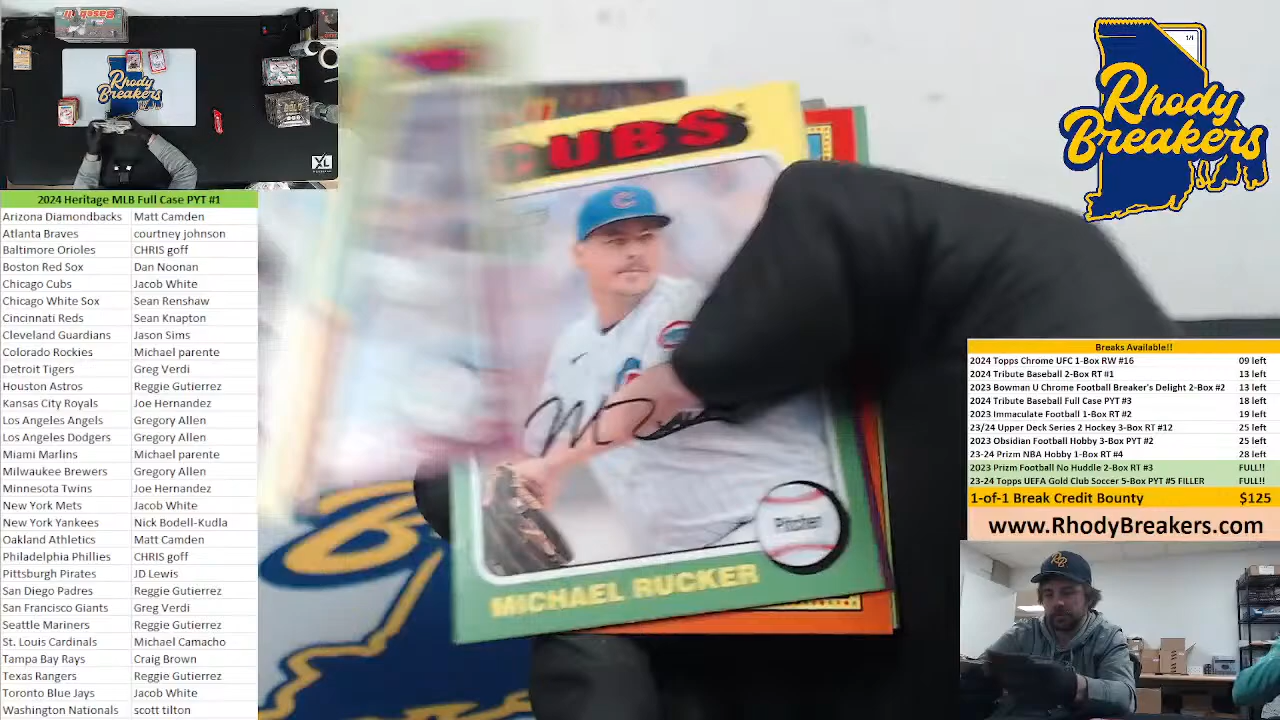 Rhody
Breakers
XL
2024 Heritage MLB Full Case PYT #1
Arizona Diamondbacks Matt Camden
Atlanta Braves courtney johnson
Baltimore Orioles CHRIS goff
Boston Red Sox Dan Noonan
Chicago Cubs Jacob White
Chicago White Sox Sean Renshaw
Cincinnati Reds Sean Knapton
Cleveland Guardians Jason Sims
Colorado Rockies Michael parente
Detroit Tigers Greg Verdi
Houston Astros Reggie Gutierrez
Kansas City Royals Joe Hernandez
Los Angeles Angels Gregory Allen
Los Angeles Dodgers Gregory Allen
Miami Marlins Michael parente
Milwaukee Brewers Gregory Allen
Minnesota Twins Joe Hernandez
New York Mets Jacob White
New York Yankees Nick Bodell-Kudla
Oakland Athletics Matt Camden
Philadelphia Phillies CHRIS goff
Pittsburgh Pirates JD Lewis
San Diego Padres Reggie Gutierrez
San Francisco Giants Greg Verdi
Seattle Mariners Reggie Gutierrez
St. Louis Cardinals Michael Camacho
Tampa Bay Rays Craig Brown
Texas Rangers Reggie Gutierrez
Toronto Blue Jays Jacob White
Washington Nationals scott tilton
CUBS
Pitcher
MICHAEL RUCKER
1/1
Rhody
Breakers
Breaks Available!!
2024 Topps Chrome UFC 1-Box RW #16 09 left
2024 Tribute Baseball 2-Box RT #1 13 left
2023 Bowman U Chrome Football Breaker's Delight 2-Box #2 13 left
2024 Tribute Baseball Full Case PYT #3 18 left
2023 Immaculate Football 1-Box RT #2 19 left
23/24 Upper Deck Series 2 Hockey 3-Box RT #12 25 left
2023 Obsidian Football Hobby 3-Box PYT #2 25 left
23-24 Prizm NBA Hobby 1-Box RT #4 28 left
2023 Prizm Football No Huddle 2-Box RT #3 FULL!!
23-24 Topps UEFA Gold Club Soccer 5-Box PYT #5 FILLER FULL!!
1-of-1 Break Credit Bounty $125
www.RhodyBreakers.com